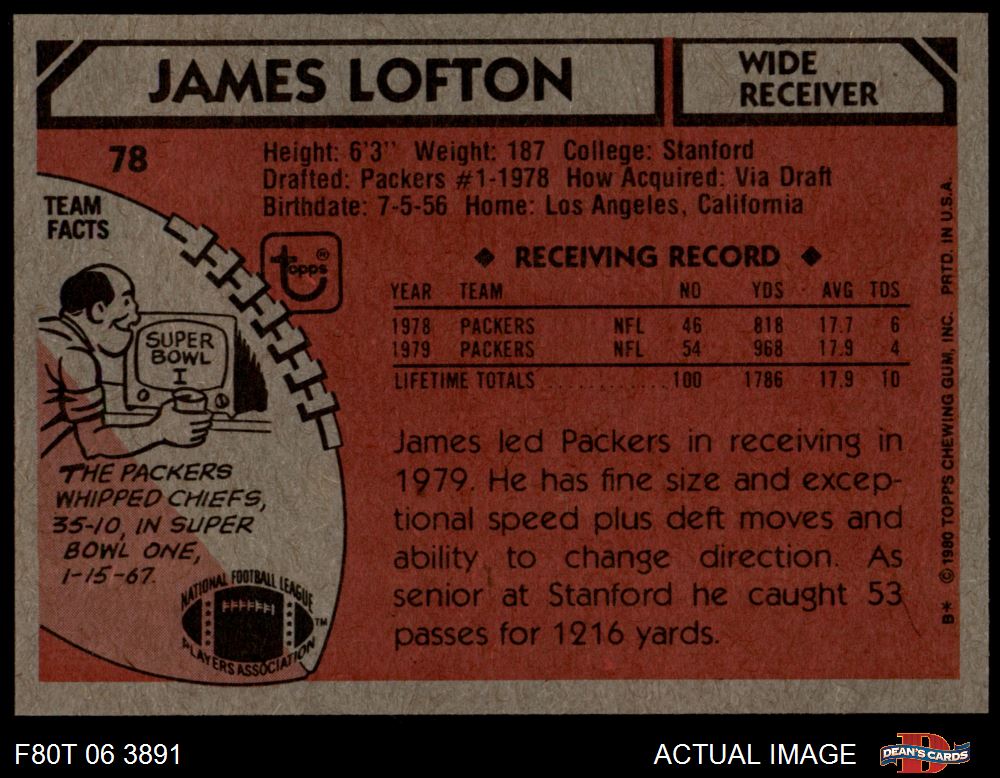 JAMES LOFTON
WIDE
RECEIVER
78
Height: 6'3" Weight: 187 College: Stanford
Drafted: Packers #1-1978 How Acquired: Via Draft
Birthdate: 7-5-56 Home: Los Angeles, California
TEAM
FACTS
topps ®
SUPER
BOWL
I
THE PACKERS
WHIPPED CHIEFS,
35-10, IN SUPER
BOWL ONE,
1-15-67.
NATIONAL FOOTBALL LEAGUE
PLAYERS ASSOCIATION
TM
◆ RECEIVING RECORD ◆
YEAR TEAM NO YDS AVG TDS
1978 PACKERS NFL 46 818 17.7 6
1979 PACKERS NFL 54 968 17.9 4
LIFETIME TOTALS ............ 100 1786 17.9 10
James led Packers in receiving in
1979. He has fine size and excep-
tional speed plus deft moves and
ability to change direction. As
senior at Stanford he caught 53
passes for 1216 yards.
B* © 1980 TOPPS CHEWING GUM, INC. PRTD. IN U.S.A.
F80T 06 3891
ACTUAL IMAGE
D
DEAN'S CARDS